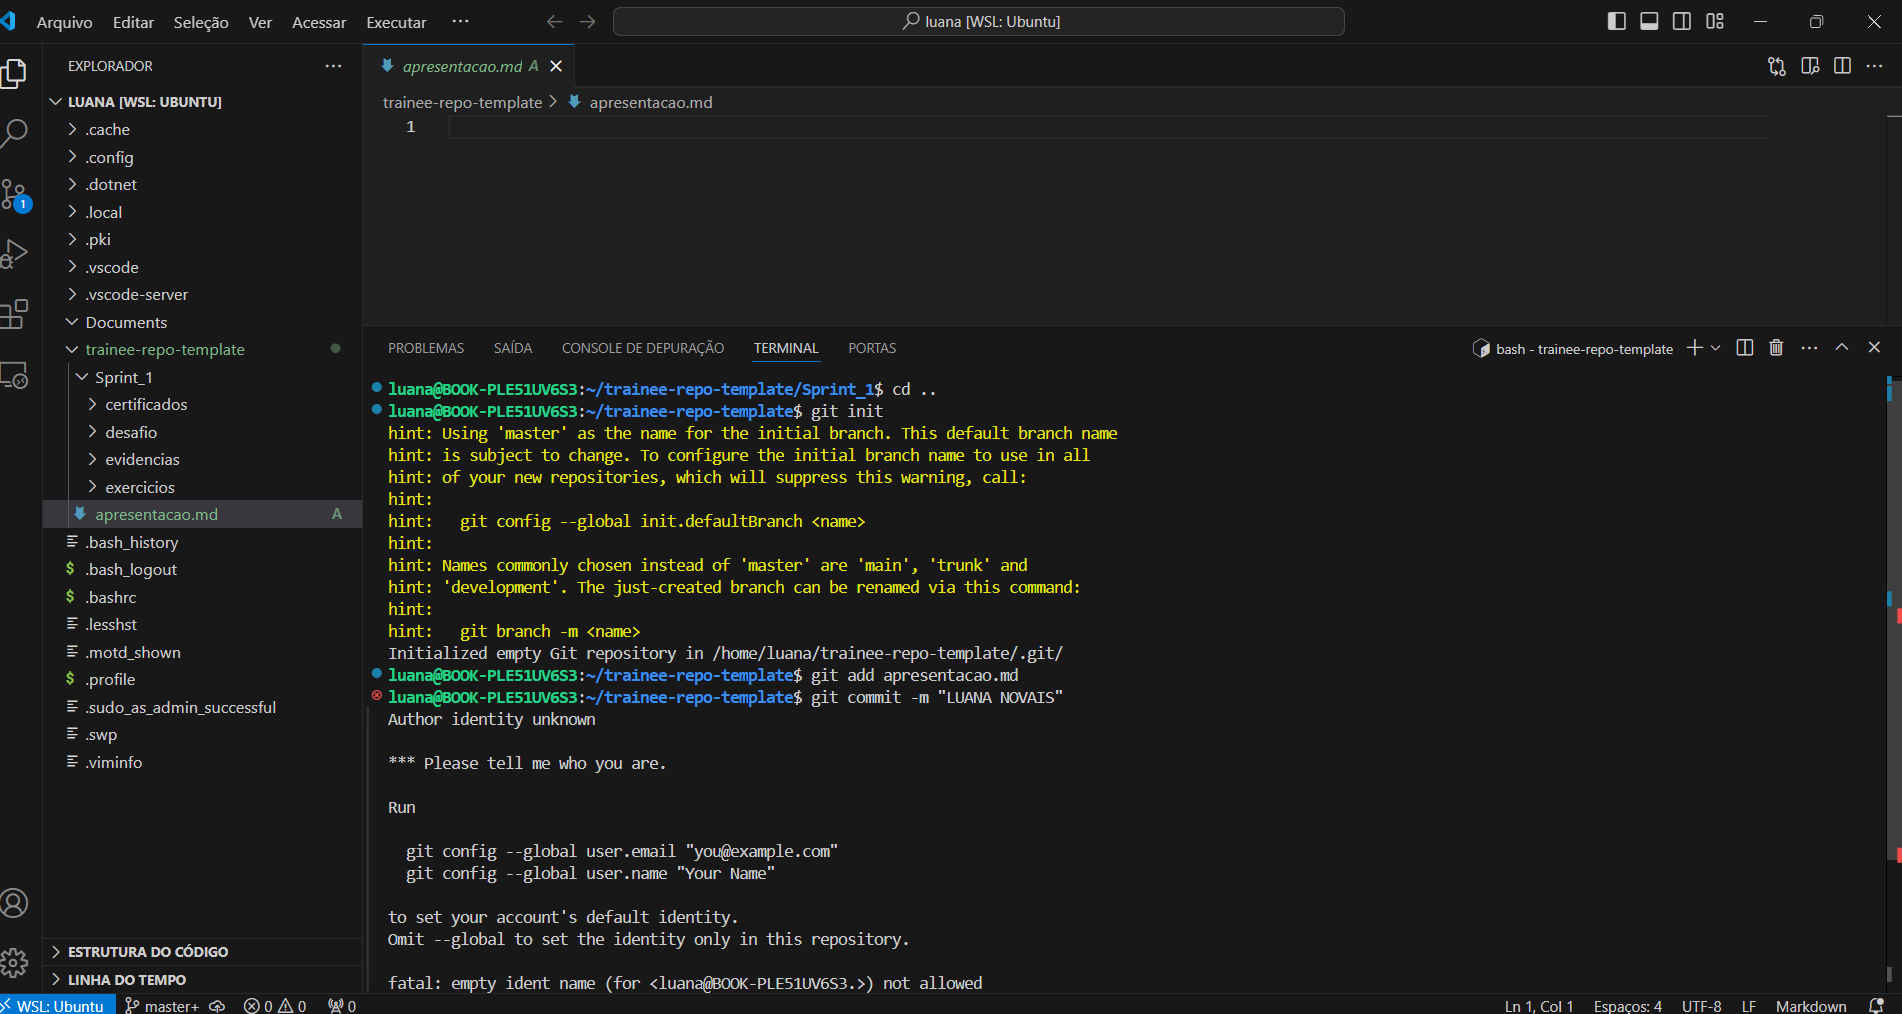 Arquivo Editar Seleção Ver Acessar Executar ···
luana [WSL: Ubuntu]
EXPLORADOR ···
LUANA [WSL: UBUNTU]
.cache
.config
.dotnet
.local
.pki
.vscode
.vscode-server
Documents
trainee-repo-template
Sprint_1
certificados
desafio
evidencias
exercicios
apresentacao.md A
.bash_history
$ .bash_logout
$ .bashrc
.lesshst
.motd_shown
$ .profile
.sudo_as_admin_successful
.swp
.viminfo
ESTRUTURA DO CÓDIGO
LINHA DO TEMPO
1
apresentacao.md A
trainee-repo-template > apresentacao.md
1
PROBLEMAS SAÍDA CONSOLE DE DEPURAÇÃO TERMINAL PORTAS
bash - trainee-repo-template
luana@BOOK-PLE51UV6S3:~/trainee-repo-template/Sprint_1$ cd ..
luana@BOOK-PLE51UV6S3:~/trainee-repo-template$ git init
hint: Using 'master' as the name for the initial branch. This default branch name
hint: is subject to change. To configure the initial branch name to use in all
hint: of your new repositories, which will suppress this warning, call:
hint:
hint:   git config --global init.defaultBranch <name>
hint:
hint: Names commonly chosen instead of 'master' are 'main', 'trunk' and
hint: 'development'. The just-created branch can be renamed via this command:
hint:
hint:   git branch -m <name>
Initialized empty Git repository in /home/luana/trainee-repo-template/.git/
luana@BOOK-PLE51UV6S3:~/trainee-repo-template$ git add apresentacao.md
luana@BOOK-PLE51UV6S3:~/trainee-repo-template$ git commit -m "LUANA NOVAIS"
Author identity unknown
*** Please tell me who you are.
Run
  git config --global user.email "you@example.com"
  git config --global user.name "Your Name"
to set your account's default identity.
Omit --global to set the identity only in this repository.
fatal: empty ident name (for <luana@BOOK-PLE51UV6S3.>) not allowed
WSL: Ubuntu master+ 0 0 0
Ln 1, Col 1 Espaços: 4 UTF-8 LF Markdown